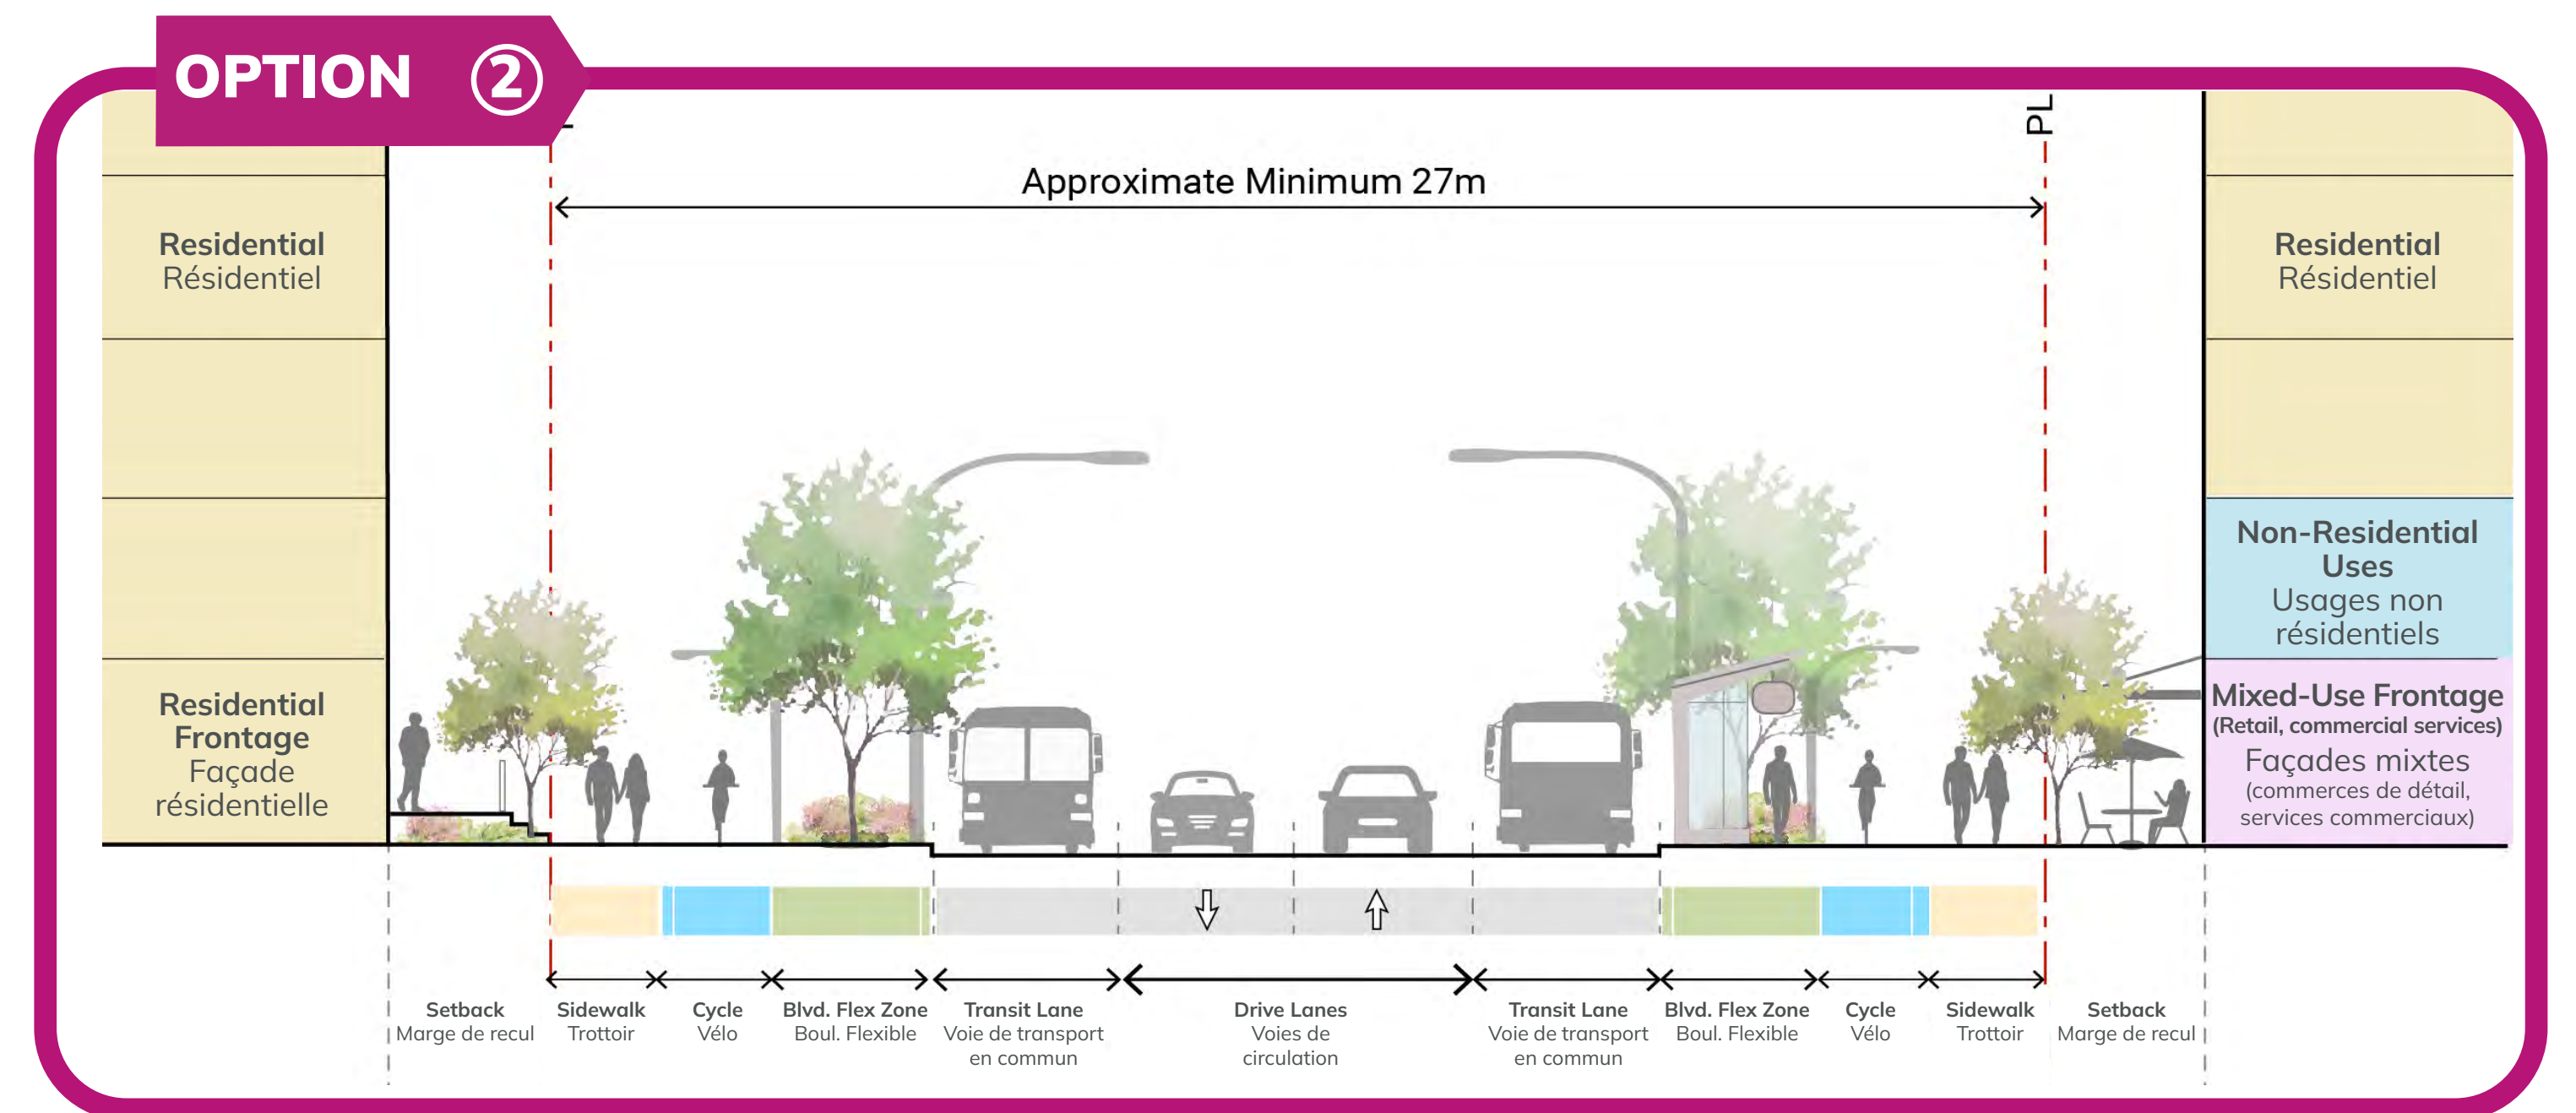 OPTION ②
PL
Approximate Minimum 27m
Residential
Résidentiel
Residential
Résidentiel
Non-Residential
Uses
Usages non
résidentiels
Residential
Frontage
Façade
résidentielle
Mixed-Use Frontage
(Retail, commercial services)
Façades mixtes
(commerces de détail,
services commerciaux)
Setback
Marge de recul
Sidewalk
Trottoir
Cycle
Vélo
Blvd. Flex Zone
Boul. Flexible
Transit Lane
Voie de transport
en commun
Drive Lanes
Voies de
circulation
Transit Lane
Voie de transport
en commun
Blvd. Flex Zone
Boul. Flexible
Cycle
Vélo
Sidewalk
Trottoir
Setback
Marge de recul